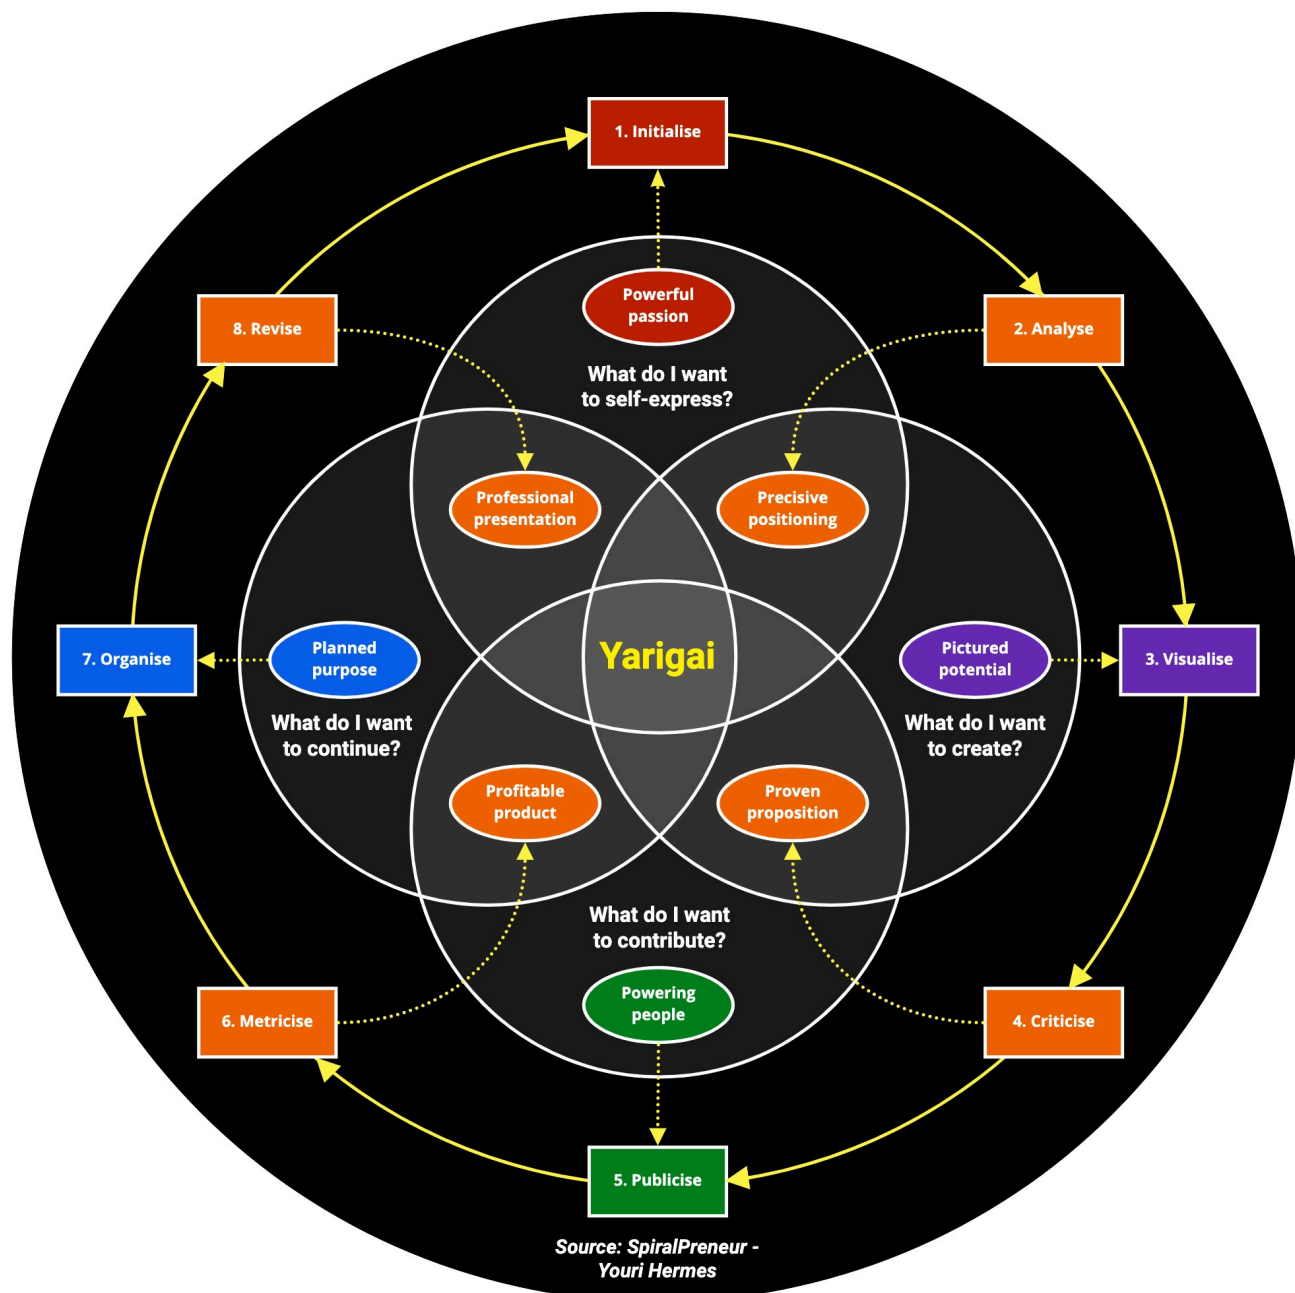 1. Initialise
Powerful
passion
What do I want
to self-express?
8. Revise
2. Analyse
Professional
presentation
Precisive
positioning
7. Organise
Planned
purpose
What do I want
to continue?
Yarigai
Pictured
potential
What do I want
to create?
3. Visualise
Profitable
product
Proven
proposition
What do I want
to contribute?
Powering
people
6. Metricise
4. Criticise
5. Publicise
Source: SpiralPreneur -
Youri Hermes